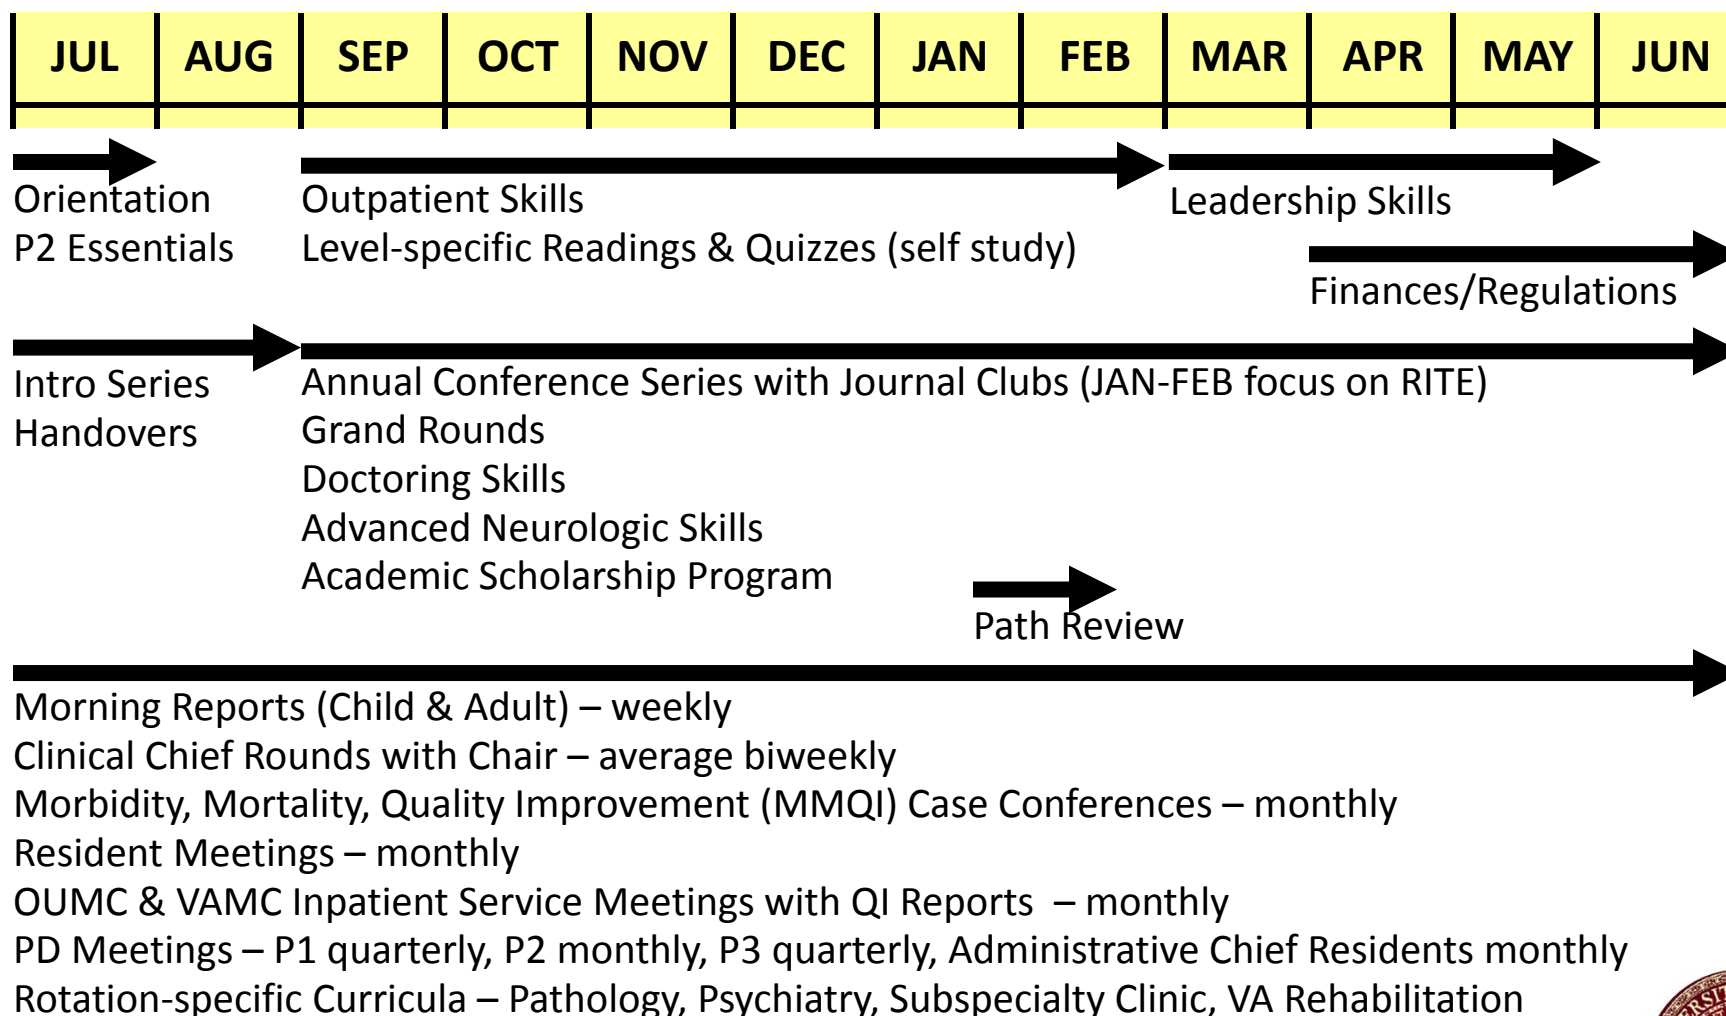 JUL AUG SEP OCT NOV DEC JAN FEB MAR APR MAY JUN
Orientation
P2 Essentials
Outpatient Skills
Level-specific Readings & Quizzes (self study)
Leadership Skills
Finances/Regulations
Intro Series
Handovers
Annual Conference Series with Journal Clubs (JAN-FEB focus on RITE)
Grand Rounds
Doctoring Skills
Advanced Neurologic Skills
Academic Scholarship Program
Path Review
Morning Reports (Child & Adult) – weekly
Clinical Chief Rounds with Chair – average biweekly
Morbidity, Mortality, Quality Improvement (MMQI) Case Conferences – monthly
Resident Meetings – monthly
OUMC & VAMC Inpatient Service Meetings with QI Reports – monthly
PD Meetings – P1 quarterly, P2 monthly, P3 quarterly, Administrative Chief Residents monthly
Rotation-specific Curricula – Pathology, Psychiatry, Subspecialty Clinic, VA Rehabilitation